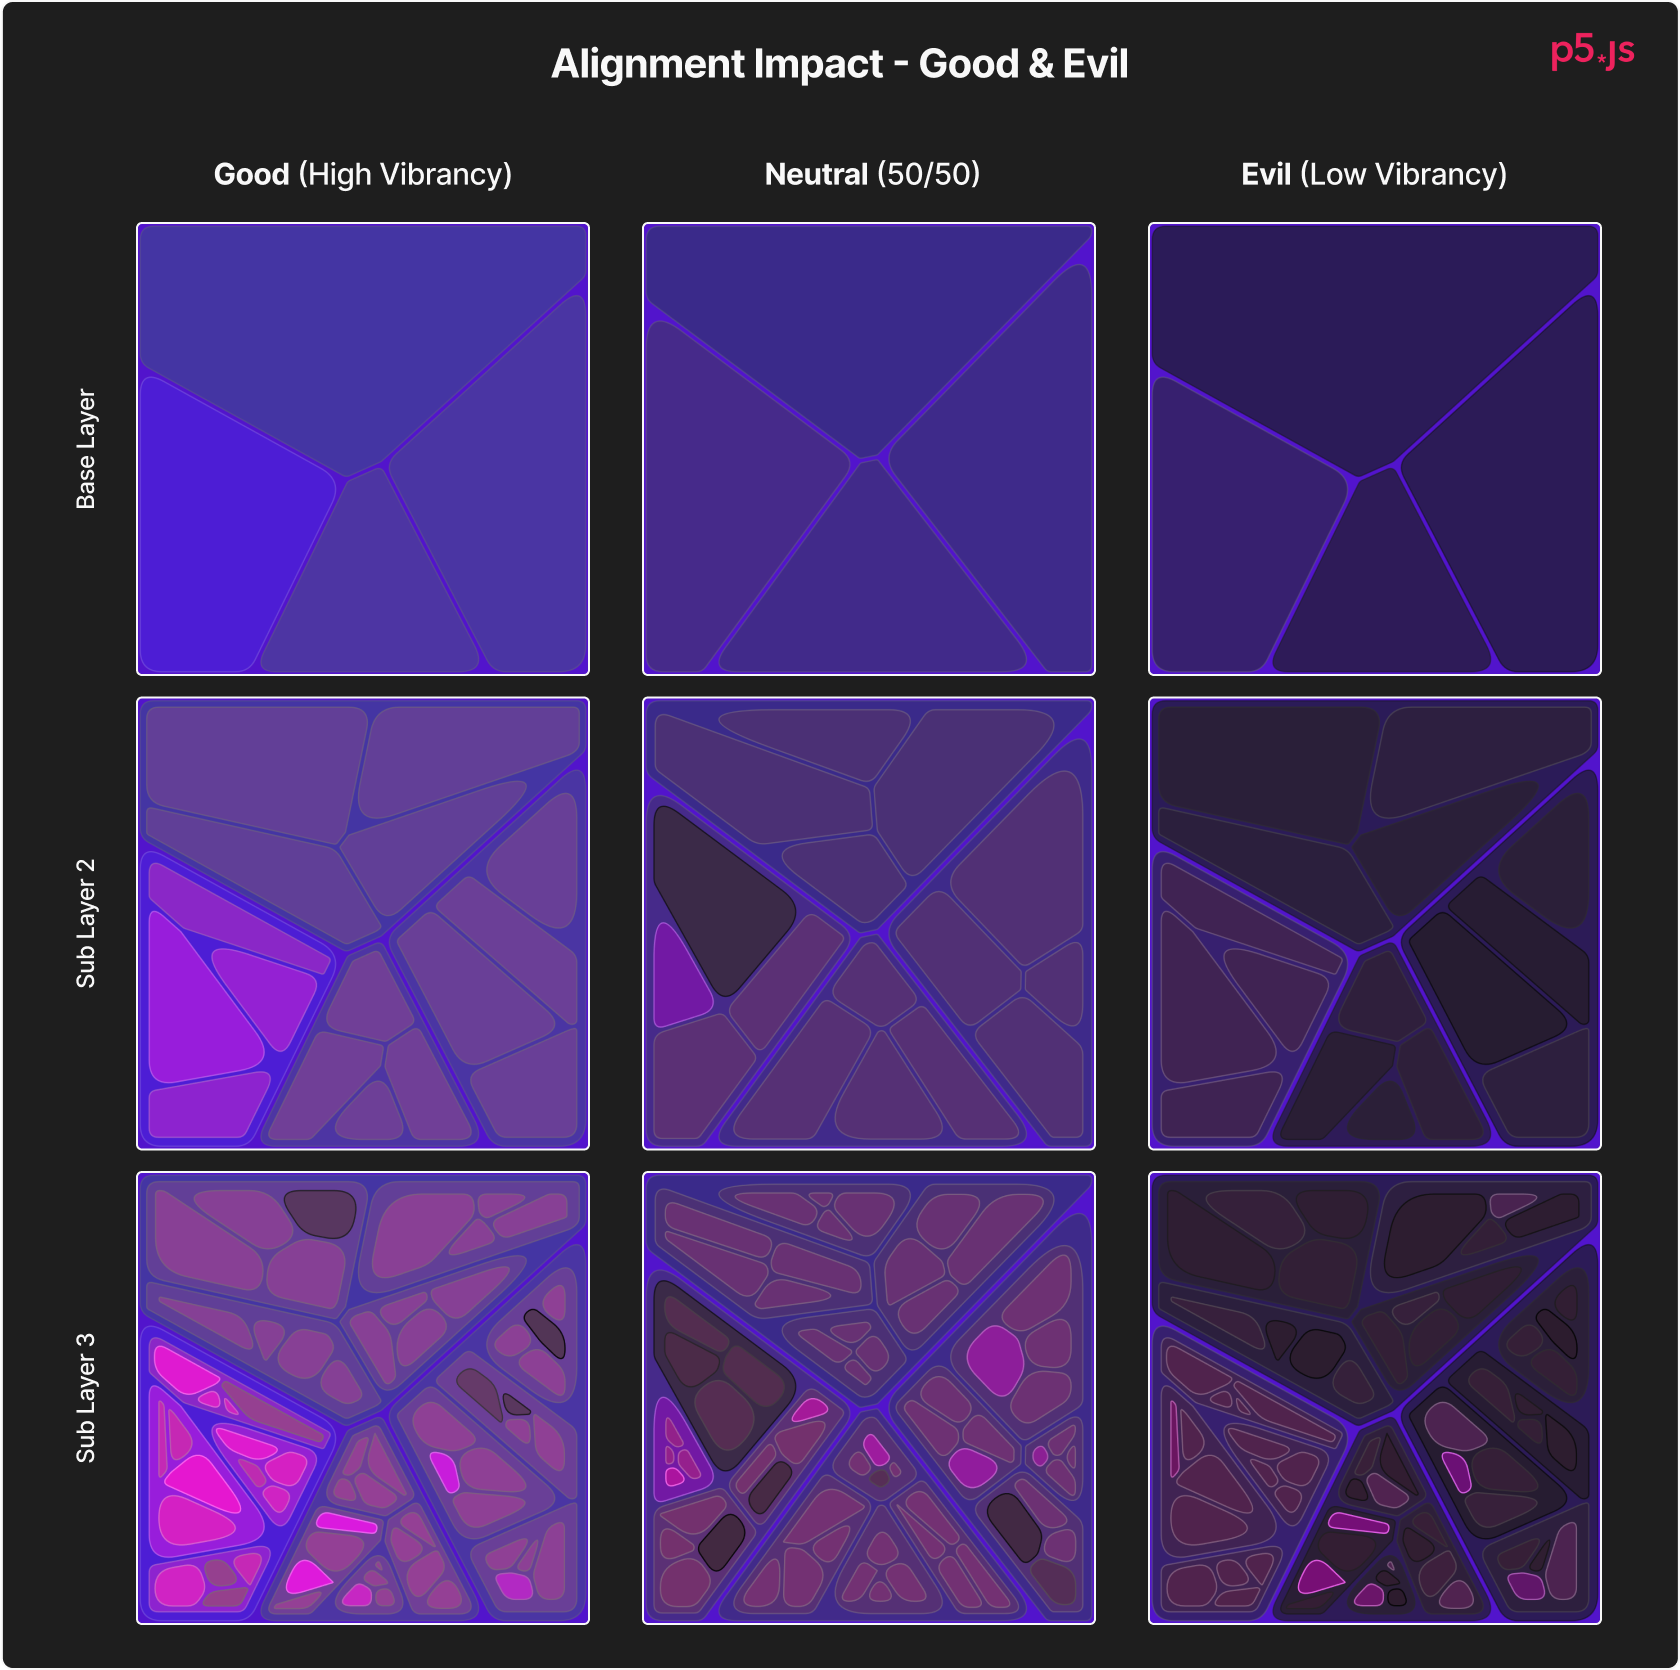 Alignment Impact - Good & Evil
p5*js
Good (High Vibrancy)
Neutral (50/50)
Evil (Low Vibrancy)
Base Layer
Sub Layer 2
Sub Layer 3